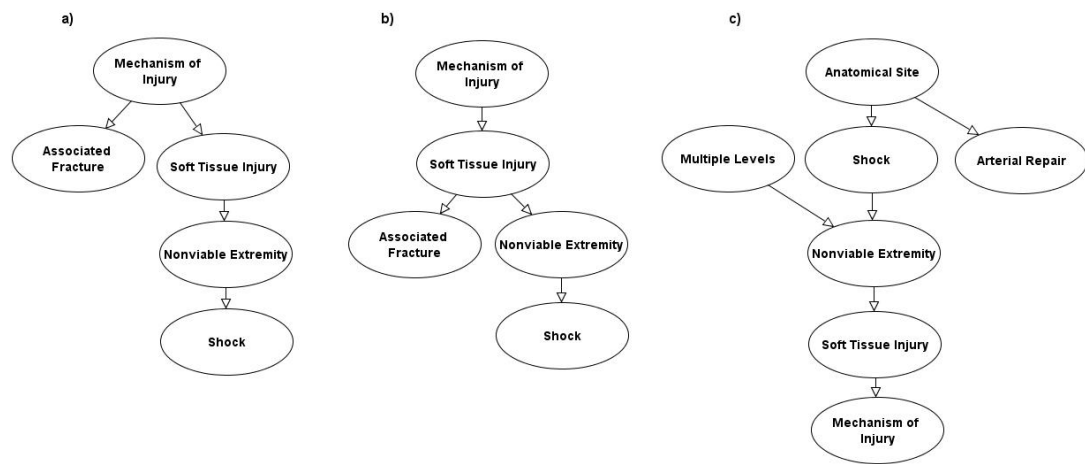 a)
Mechanism of
Injury
Associated
Fracture
Soft Tissue Injury
Nonviable Extremity
Shock
b)
Mechanism of
Injury
Soft Tissue Injury
Associated
Fracture
Nonviable Extremity
Shock
c)
Anatomical Site
Multiple Levels
Shock
Arterial Repair
Nonviable Extremity
Soft Tissue Injury
Mechanism of
Injury